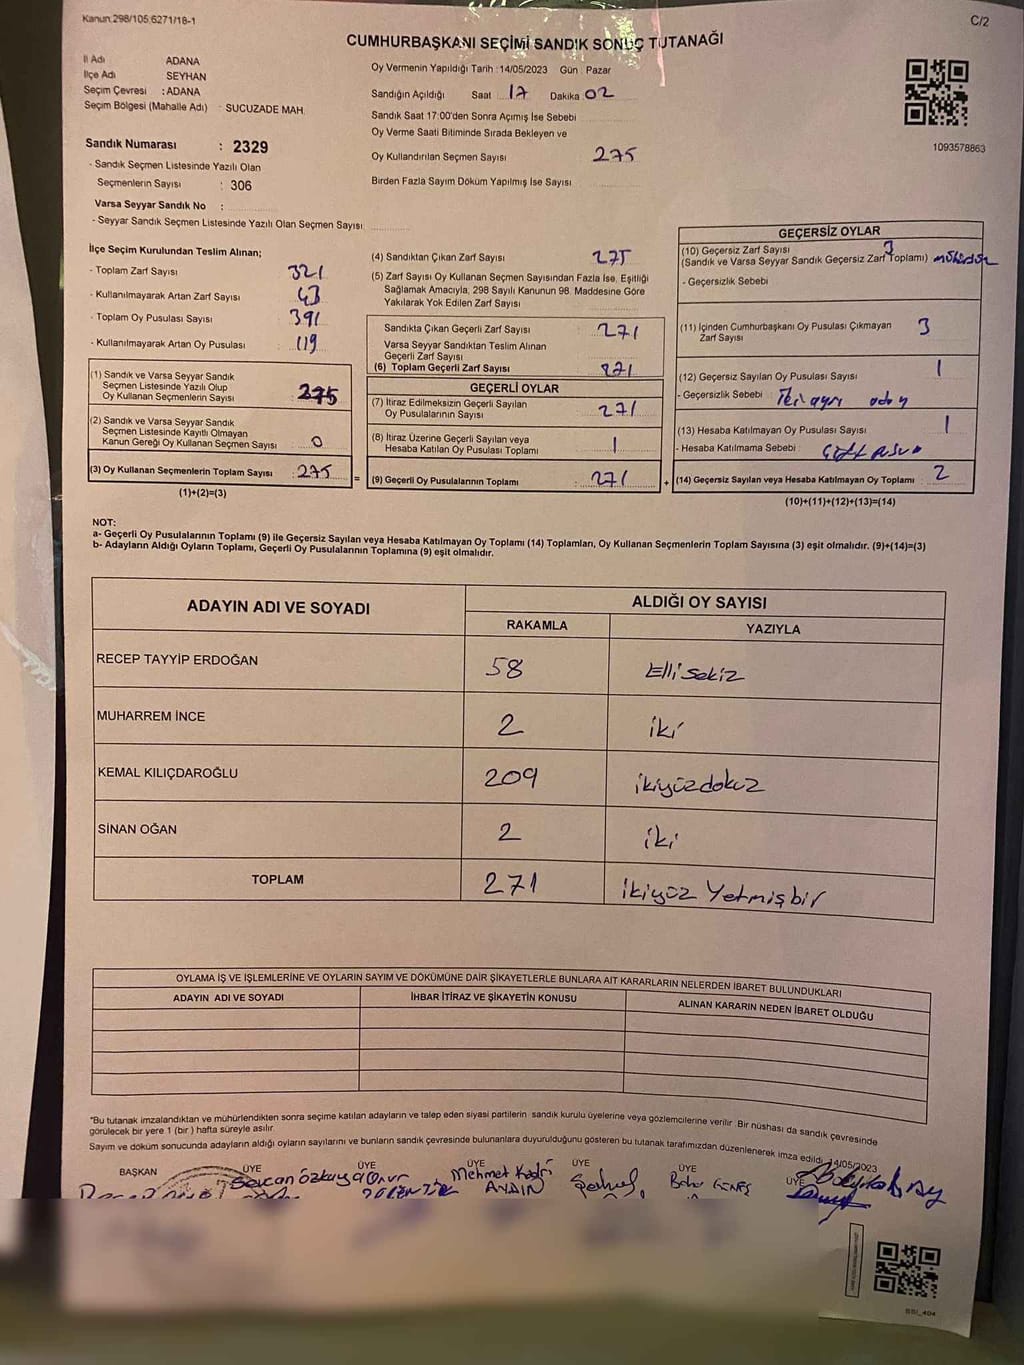 Kanun:298/105;6271/18-1
C/2
CUMHURBAŞKANI SEÇİMİ SANDIK SONUÇ TUTANAĞI
İl Adı ADANA
İlçe Adı SEYHAN
Seçim Çevresi : ADANA
Seçim Bölgesi (Mahalle Adı) : SUCUZADE MAH.
Oy Vermenin Yapıldığı Tarih :14/05/2023 Gün : Pazar
Sandığın Açıldığı Saat 17 Dakika 02
Sandık Saat 17:00'den Sonra Açımış İse Sebebi
Oy Verme Saati Bitiminde Sırada Bekleyen ve
Oy Kullandırılan Seçmen Sayısı 275
Birden Fazla Sayım Döküm Yapılmış İse Sayısı
1093578863
Sandık Numarası : 2329
- Sandık Seçmen Listesinde Yazılı Olan
Seçmenlerin Sayısı : 306
Varsa Seyyar Sandık No :
- Seyyar Sandık Seçmen Listesinde Yazılı Olan Seçmen Sayısı
İlçe Seçim Kurulundan Teslim Alınan;
- Toplam Zarf Sayısı 321
- Kullanılmayarak Artan Zarf Sayısı 43
- Toplam Oy Pusulası Sayısı : 391
- Kullanılmayarak Artan Oy Pusulası : 119
(1) Sandık ve Varsa Seyyar Sandık
Seçmen Listesinde Yazılı Olup
Oy Kullanan Seçmenlerin Sayısı : 275
(2) Sandık ve Varsa Seyyar Sandık
Seçmen Listesinde Kayıtlı Olmayan
Kanun Gereği Oy Kullanan Seçmen Sayısı : 0
(3) Oy Kullanan Seçmenlerin Toplam Sayısı : 275
(1)+(2)=(3)
(4) Sandıktan Çıkan Zarf Sayısı 275
(5) Zarf Sayısı Oy Kullanan Seçmen Sayısından Fazla İse, Eşitliği
Sağlamak Amacıyla, 298 Sayılı Kanunun 98. Maddesine Göre
Yakılarak Yok Edilen Zarf Sayısı
Sandıkta Çıkan Geçerli Zarf Sayısı : 271
Varsa Seyyar Sandıktan Teslim Alınan
Geçerli Zarf Sayısı
(6) Toplam Geçerli Zarf Sayısı 271
GEÇERLİ OYLAR
(7) İtiraz Edilmeksizin Geçerli Sayılan
Oy Pusulalarının Sayısı : 271
(8) İtiraz Üzerine Geçerli Sayılan veya
Hesaba Katılan Oy Pusulası Toplamı : 1
= (9) Geçerli Oy Pusulalarının Toplamı : 271 +
GEÇERSİZ OYLAR
(10) Geçersiz Zarf Sayısı 3
(Sandık ve Varsa Seyyar Sandık Geçersiz Zarf Toplamı) mühürsüz
- Geçersizlik Sebebi
(11) İçinden Cumhurbaşkanı Oy Pusulası Çıkmayan 3
Zarf Sayısı
(12) Geçersiz Sayılan Oy Pusulası Sayısı 1
- Geçersizlik Sebebi : İki ayrı aday
(13) Hesaba Katılmayan Oy Pusulası Sayısı 1
- Hesaba Katılmama Sebebi :
(14) Geçersiz Sayılan veya Hesaba Katılmayan Oy Toplamı : 2
(10)+(11)+(12)+(13)=(14)
NOT:
a- Geçerli Oy Pusulalarının Toplamı (9) ile Geçersiz Sayılan veya Hesaba Katılmayan Oy Toplamı (14) Toplamları, Oy Kullanan Seçmenlerin Toplam Sayısına (3) eşit olmalıdır. (9)+(14)=(3)
b- Adayların Aldığı Oyların Toplamı, Geçerli Oy Pusulalarının Toplamına (9) eşit olmalıdır.
ADAYIN ADI VE SOYADI
ALDIĞI OY SAYISI
RAKAMLA YAZIYLA
RECEP TAYYİP ERDOĞAN 58 Elli sekiz
MUHARREM İNCE 2 iki
KEMAL KILIÇDAROĞLU 209 ikiyüzdokuz
SİNAN OĞAN 2 iki
TOPLAM 271 ikiyüz Yetmişbir
OYLAMA İŞ VE İŞLEMLERİNE VE OYLARIN SAYIM VE DÖKÜMÜNE DAİR ŞİKAYETLERLE BUNLARA AİT KARARLARIN NELERDEN İBARET BULUNDUKLARI
ADAYIN ADI VE SOYADI İHBAR İTİRAZ VE ŞİKAYETİN KONUSU ALINAN KARARIN NEDEN İBARET OLDUĞU
*Bu tutanak imzalandıktan ve mühürlendikten sonra seçime katılan adayların ve talep eden siyasi partilerin sandık kurulu üyelerine veya gözlemcilerine verilir. Bir nüshası da sandık çevresinde
görülecek bir yere 1 (bir) hafta süreyle asılır.
Sayım ve döküm sonucunda adayların aldığı oyların sayılarını ve bunların sandık çevresinde bulunanlara duyurulduğunu gösteren bu tutanak tarafımızdan düzenlenerek imza edildi. 14/05/2023
BAŞKAN ÜYE ÜYE ÜYE ÜYE ÜYE ÜYE
Sevcan Onur Mehmet Kadri
AYDIN GÜNEŞ
BBI_404